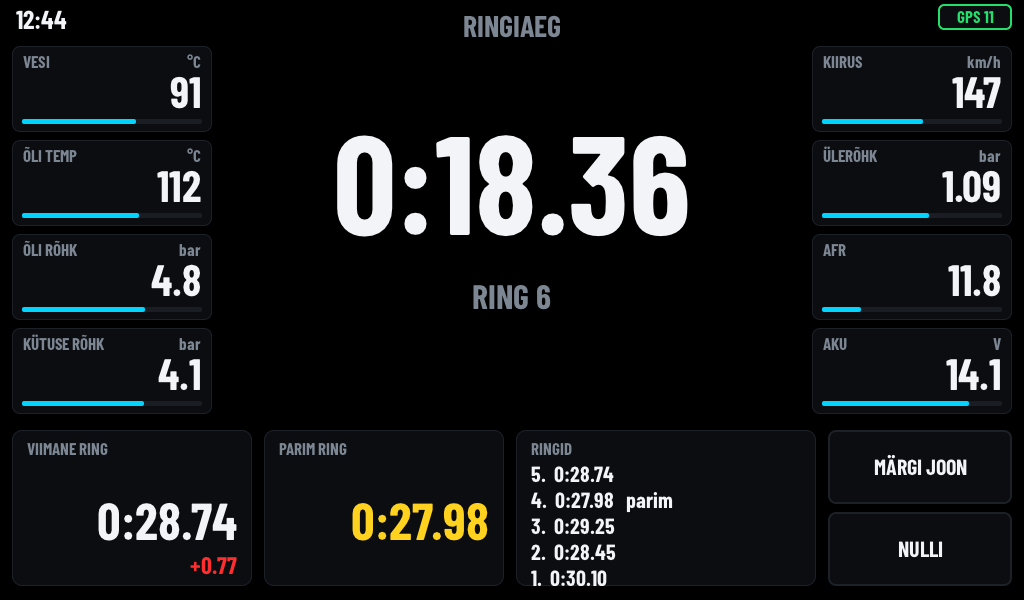 12:44
RINGIAEG
GPS 11
VESI °C
91
ÕLI TEMP °C
112
ÕLI RÕHK bar
4.8
KÜTUSE RÕHK bar
4.1
0:18.36
RING 6
KIIRUS km/h
147
ÜLERÕHK bar
1.09
AFR
11.8
AKU V
14.1
VIIMANE RING
0:28.74
+0.77
PARIM RING
0:27.98
RINGID
5. 0:28.74
4. 0:27.98 parim
3. 0:29.25
2. 0:28.45
1. 0:30.10
MÄRGI JOON
NULLI